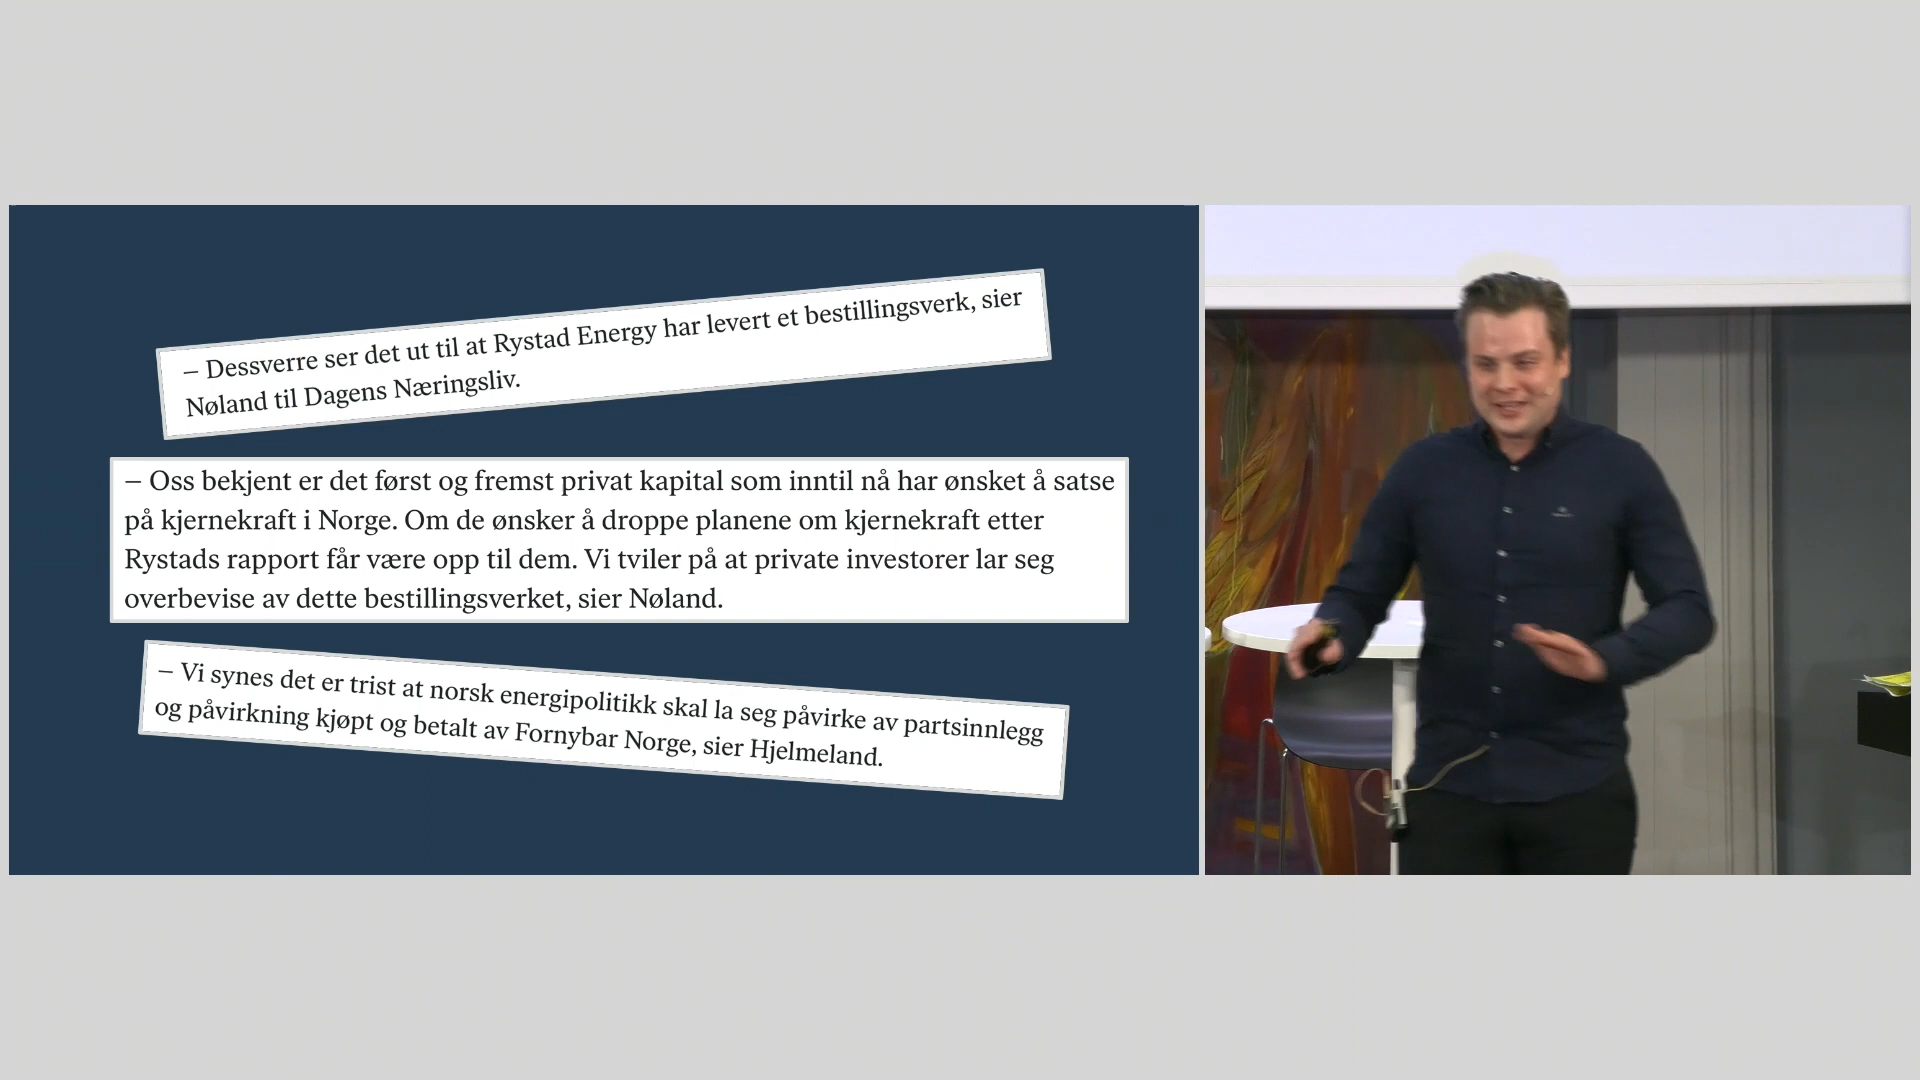 – Dessverre ser det ut til at Rystad Energy har levert et bestillingsverk, sier
Nøland til Dagens Næringsliv.
– Oss bekjent er det først og fremst privat kapital som inntil nå har ønsket å satse
på kjernekraft i Norge. Om de ønsker å droppe planene om kjernekraft etter
Rystads rapport får være opp til dem. Vi tviler på at private investorer lar seg
overbevise av dette bestillingsverket, sier Nøland.
– Vi synes det er trist at norsk energipolitikk skal la seg påvirke av partsinnlegg
og påvirkning kjøpt og betalt av Fornybar Norge, sier Hjelmeland.